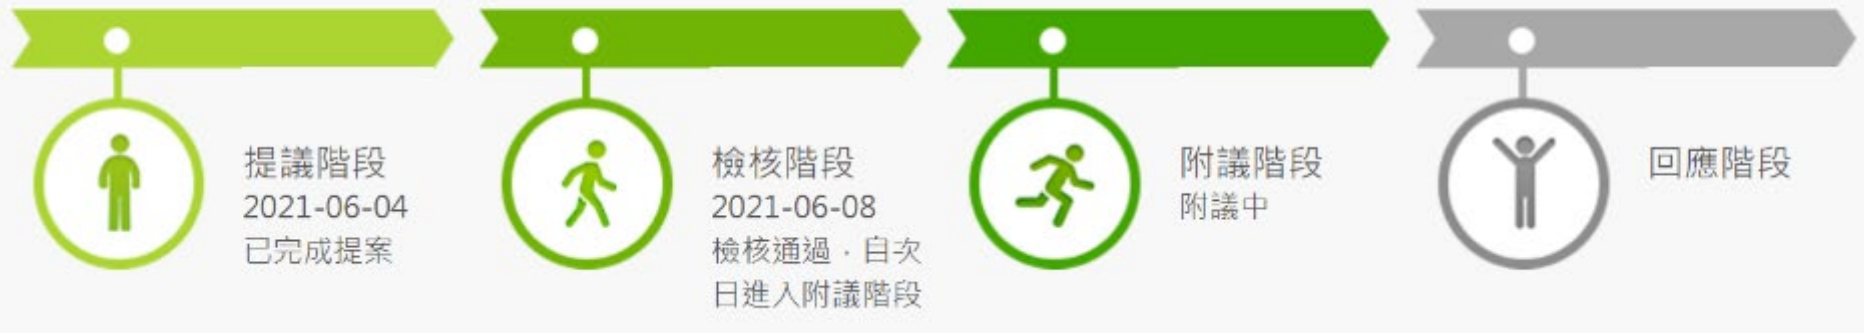 提議階段
2021-06-04
已完成提案
檢核階段
2021-06-08
檢核通過，自次
日進入附議階段
附議階段
附議中
回應階段